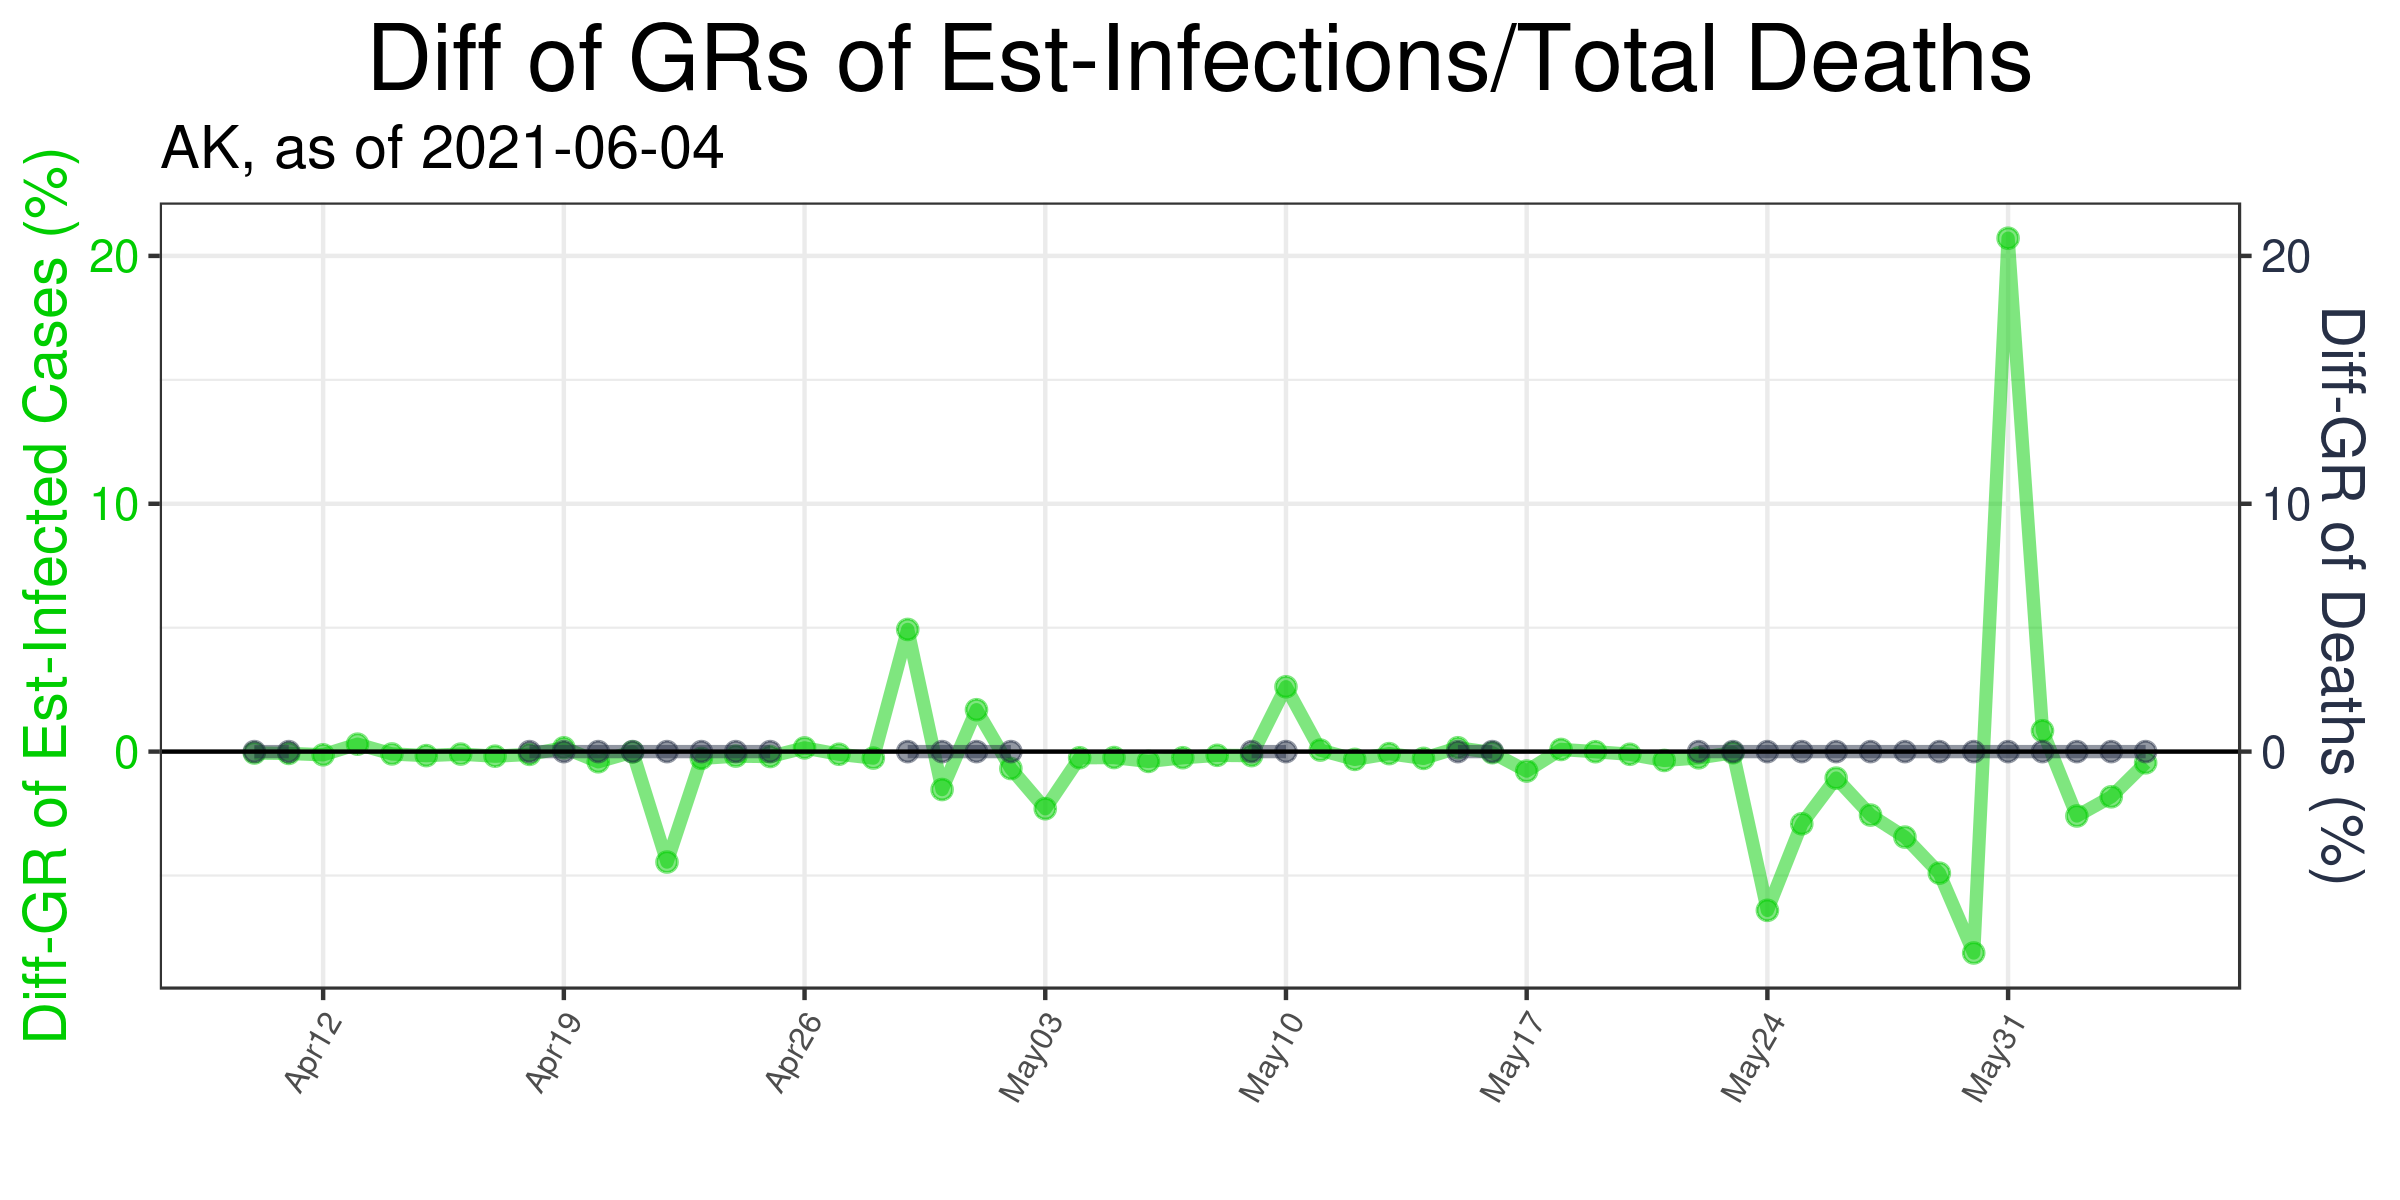 Diff of GRs of Est-Infections/Total Deaths
AK, as of 2021-06-04
Diff-GR of Est-Infected Cases (%)
20
10
0
20
10
0
Diff-GR of Deaths (%)
Apr12
Apr19
Apr26
May03
May10
May17
May24
May31